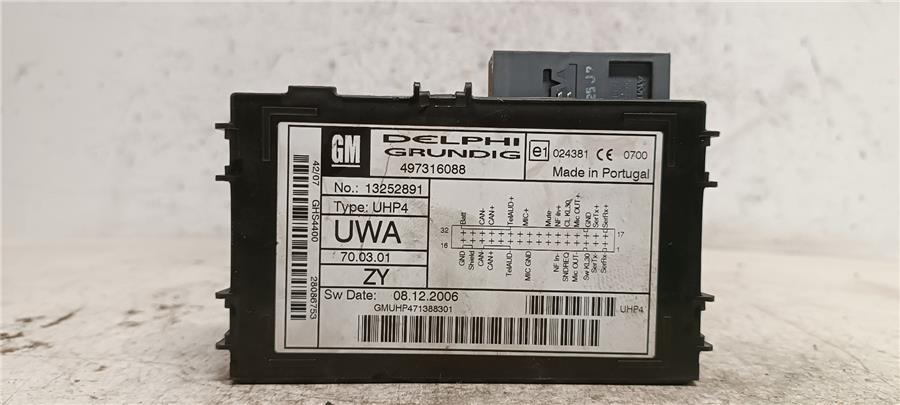 GM
DELPHI
GRUNDIG
497316088
e1 024381 CE 0700
Made in Portugal
No.: 13252891
Type: UHP4
UWA
70.03.01
ZY
Sw Date: 08.12.2006
GMUHP471388301
UHP4
42/07 GHS4400 28086753
Batt CAN- CAN+ TelAUD+ MIC+ Mute NF In+ CL KL30 Mic OUT+ GND SerTx+ SerRx+
32 17
16 1
GND Shield CAN- CAN+ TelAUD- MIC GND NF In- SNDREQ Mic OUT- Sw KL30 SerTx- SerRx-